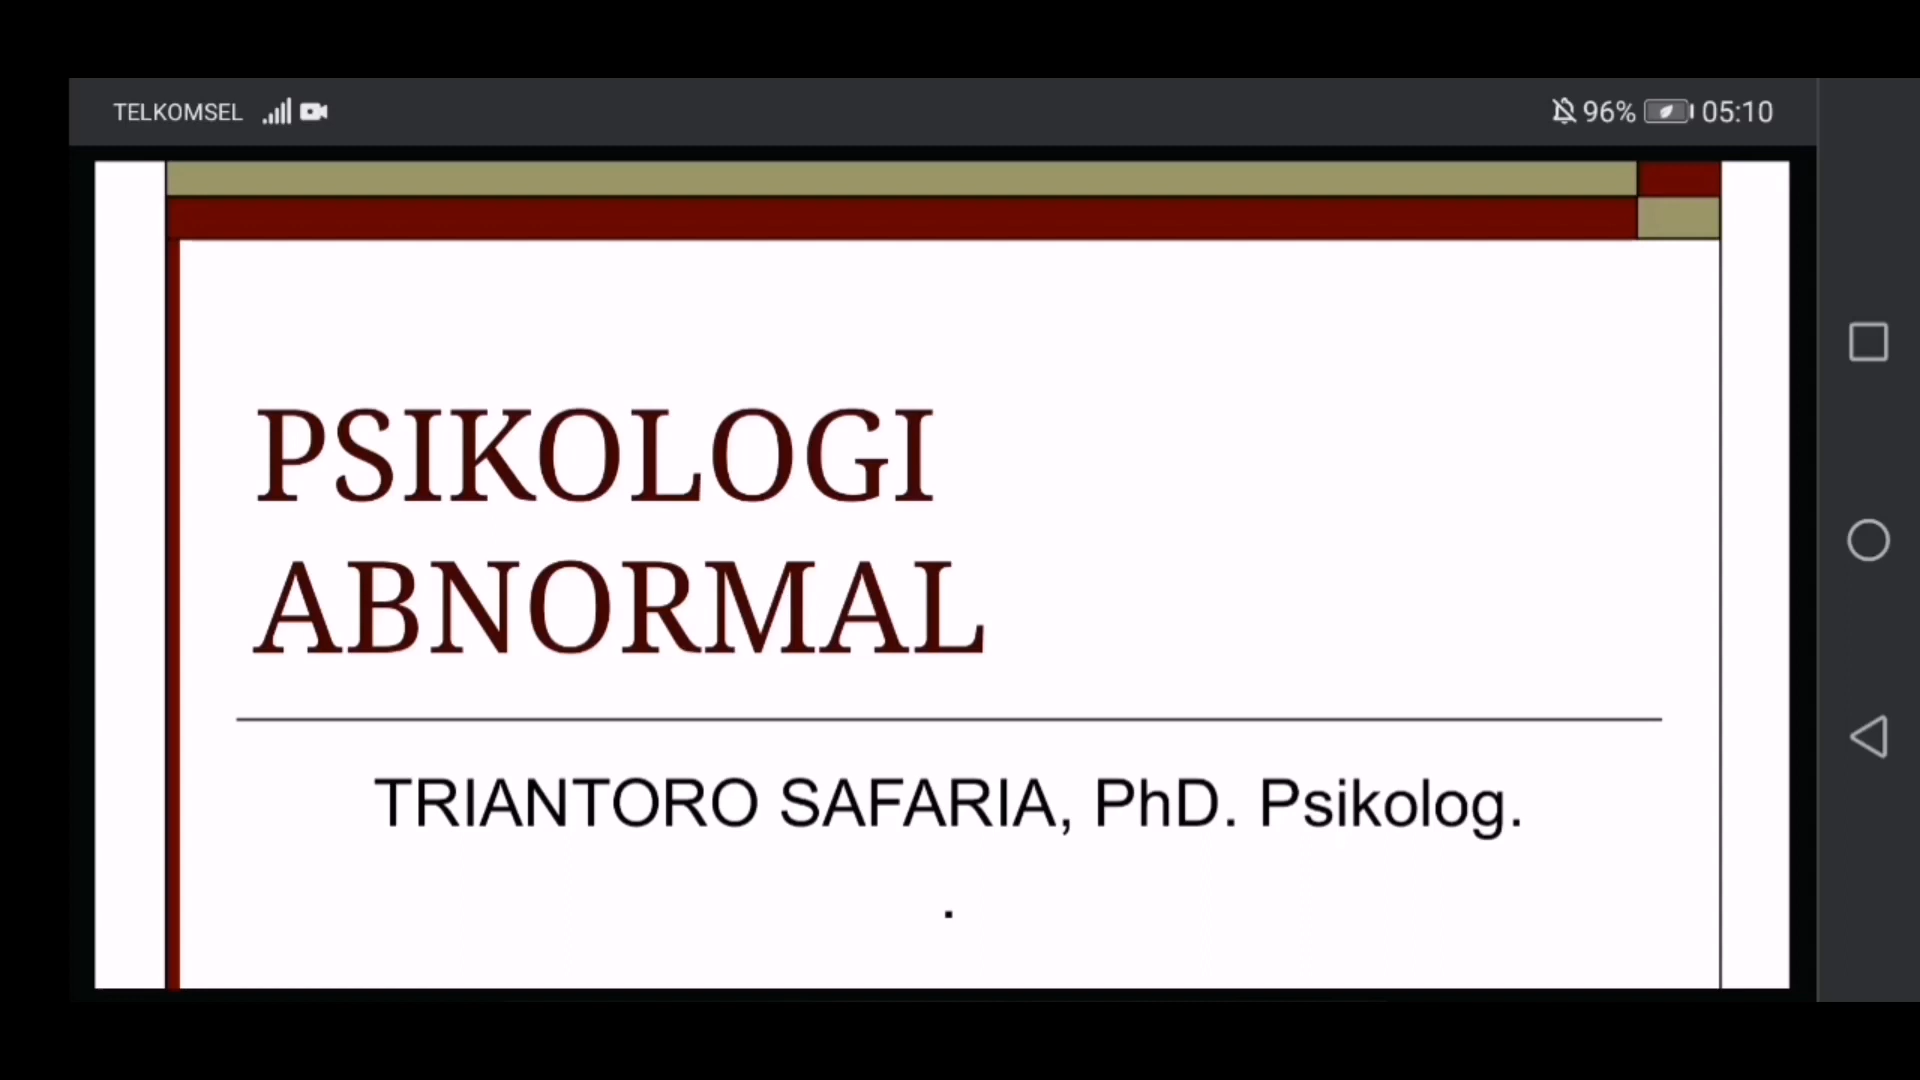 TELKOMSEL 96% 05:10
PSIKOLOGI
ABNORMAL
TRIANTORO SAFARIA, PhD. Psikolog.
.